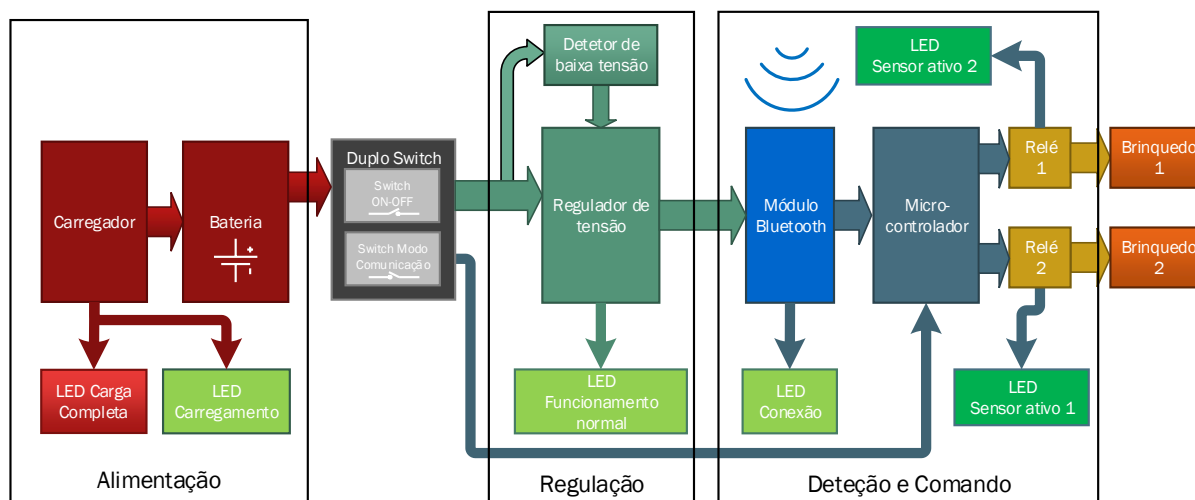 Carregador
Bateria
LED Carga
Completa
LED
Carregamento
Alimentação
Duplo Switch
Switch
ON-OFF
Switch Modo
Comunicação
Detetor de
baixa tensão
Regulador de
tensão
LED
Funcionamento
normal
Regulação
Módulo
Bluetooth
LED
Conexão
Micro-
controlador
LED
Sensor ativo 2
Relé
1
Brinquedo
1
Relé
2
Brinquedo
2
LED
Sensor ativo 1
Deteção e Comando